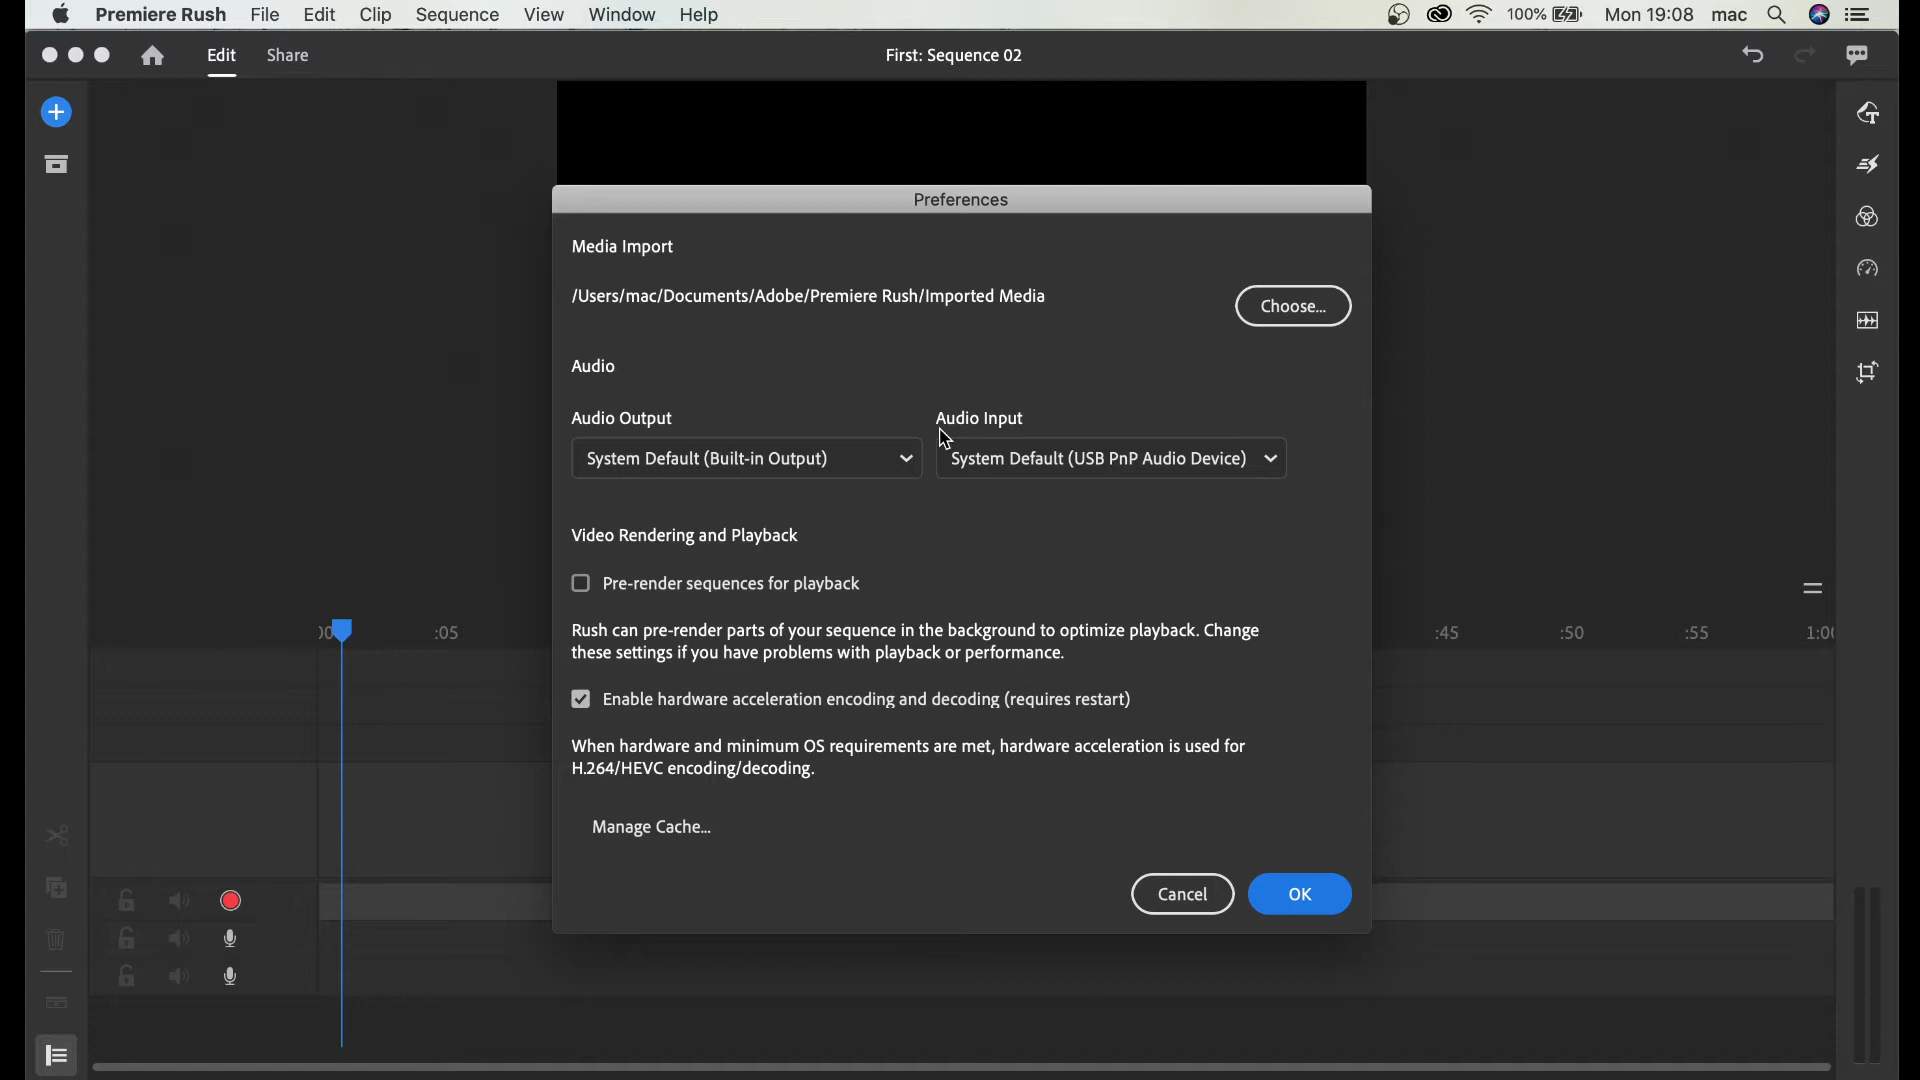 Premiere Rush File Edit Clip Sequence View Window Help 100% Mon 19:08 mac
Edit Share First: Sequence 02
Preferences
Media Import
/Users/mac/Documents/Adobe/Premiere Rush/Imported Media
Choose...
Audio
Audio Output Audio Input
System Default (Built-in Output) System Default (USB PnP Audio Device)
Video Rendering and Playback
Pre-render sequences for playback
:05 :45 :50 :55
Rush can pre-render parts of your sequence in the background to optimize playback. Change
these settings if you have problems with playback or performance.
Enable hardware acceleration encoding and decoding (requires restart)
When hardware and minimum OS requirements are met, hardware acceleration is used for
H.264/HEVC encoding/decoding.
Manage Cache...
Cancel OK